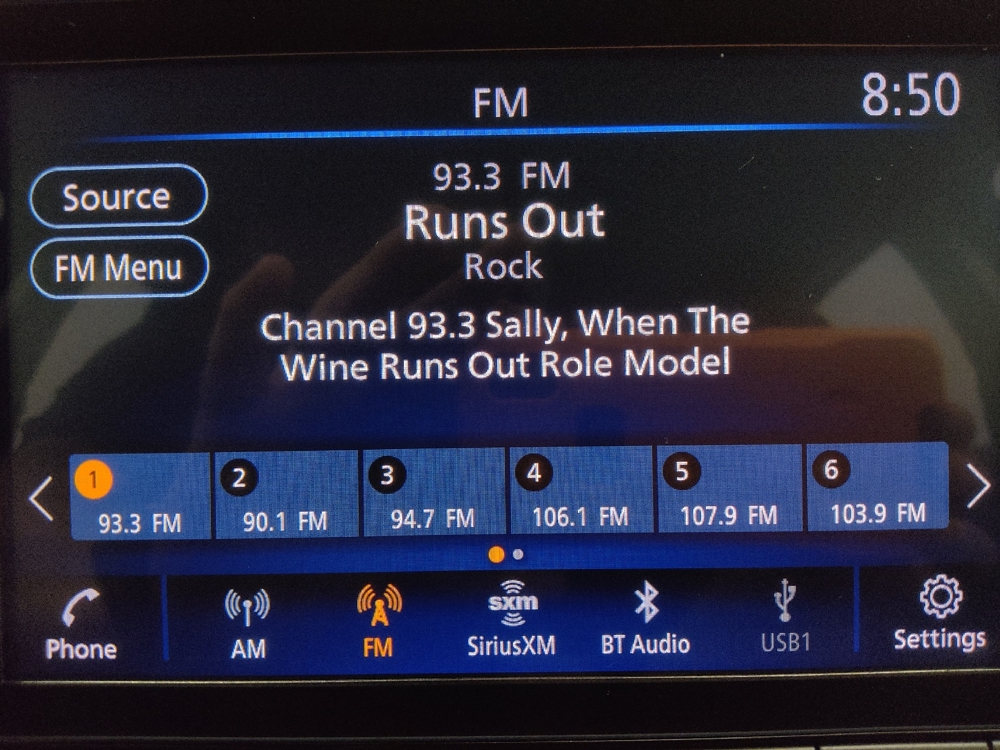 FM
8:50
Source
FM Menu
93.3 FM
Runs Out
Rock
Channel 93.3 Sally, When The
Wine Runs Out Role Model
1
93.3 FM
2
90.1 FM
3
94.7 FM
4
106.1 FM
5
107.9 FM
6
103.9 FM
Phone
AM
FM
sxm
SiriusXM
BT Audio
USB1
Settings